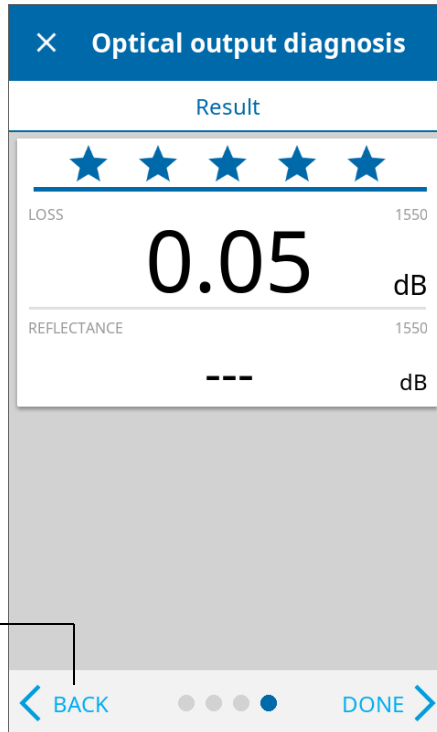 Optical output diagnosis
Result
LOSS 1550
0.05 dB
REFLECTANCE 1550
--- dB
BACK DONE